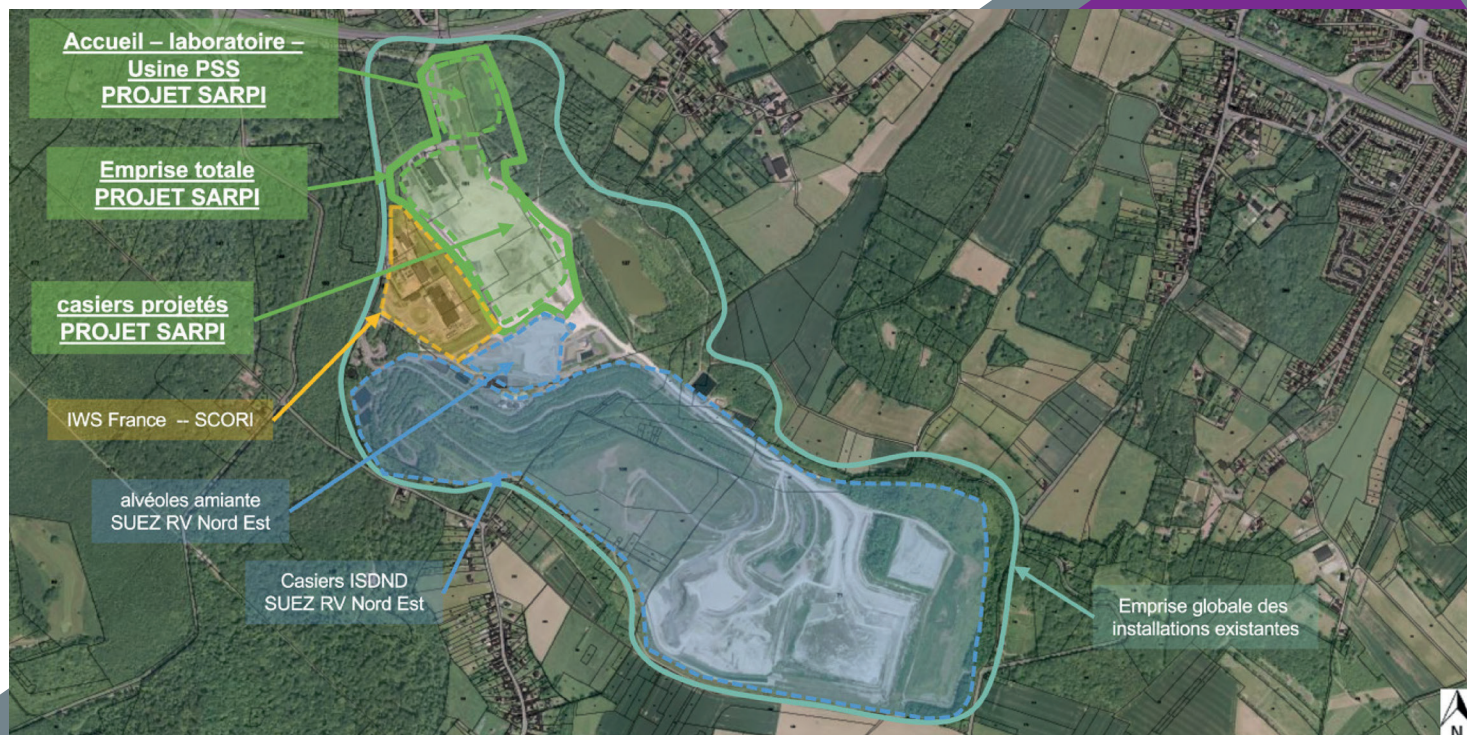 Accueil – laboratoire –
Usine PSS
PROJET SARPI
Emprise totale
PROJET SARPI
casiers projetés
PROJET SARPI
IWS France -- SCORI
alvéoles amiante
SUEZ RV Nord Est
Casiers ISDND
SUEZ RV Nord Est
Emprise globale des
installations existantes
N